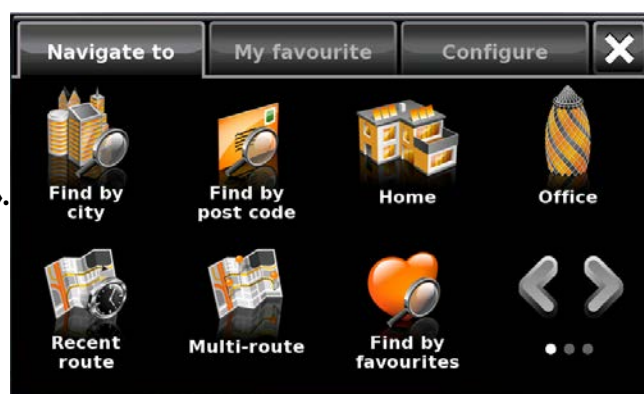 Navigate to
My favourite
Configure
Find by
city
Find by
post code
Home
Office
Recent
route
Multi-route
Find by
favourites